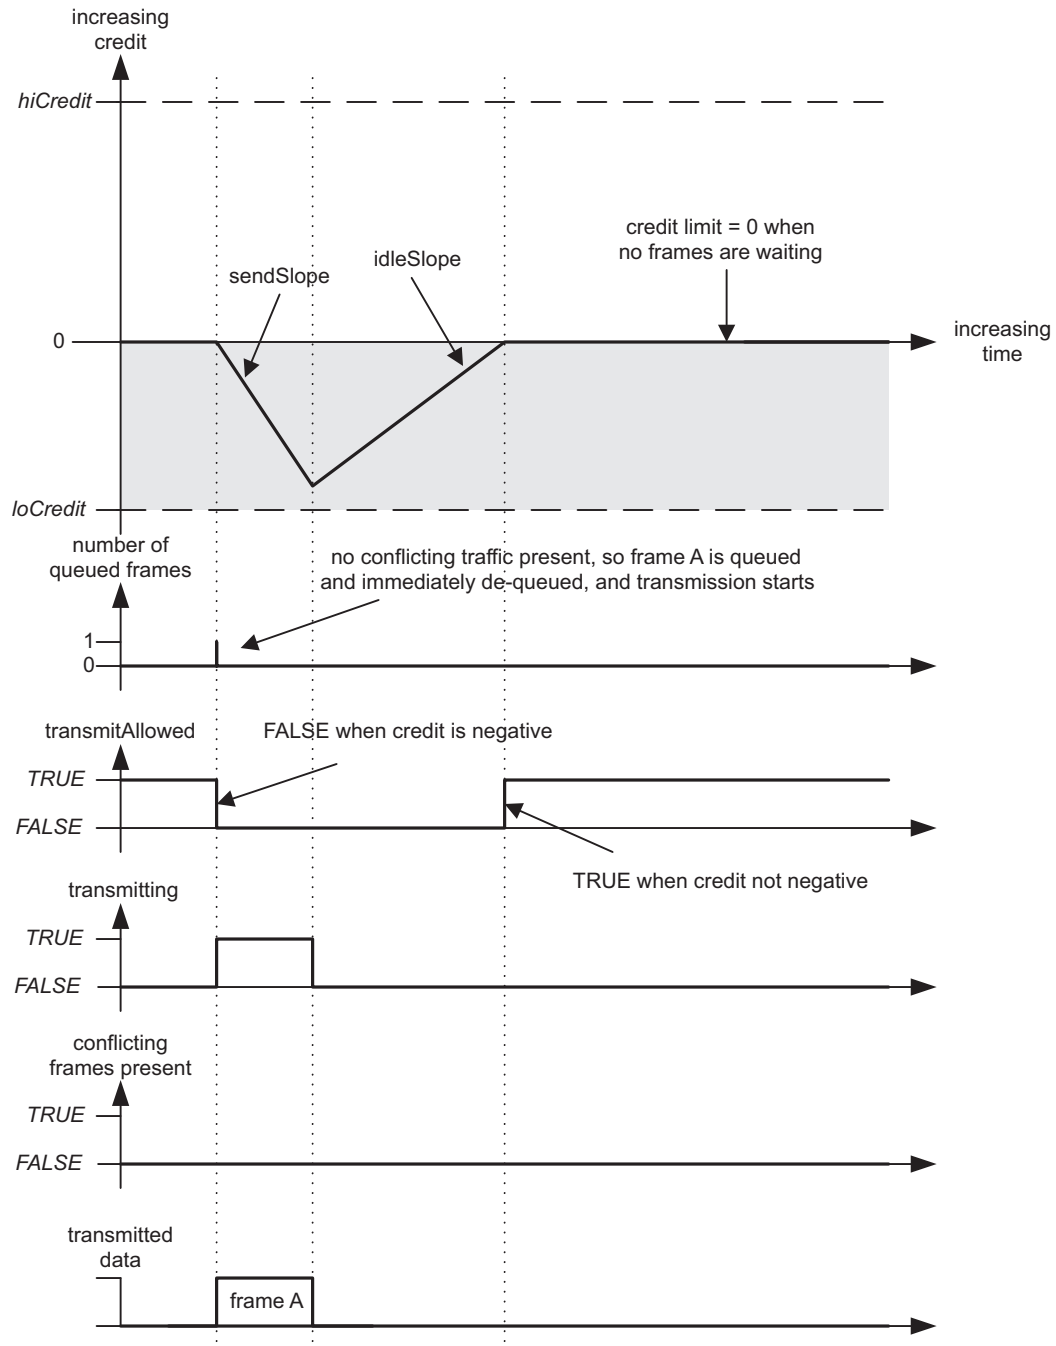 increasing
credit
hiCredit
credit limit = 0 when
no frames are waiting
idleSlope
sendSlope
0
increasing
time
loCredit
number of
queued frames
no conflicting traffic present, so frame A is queued
and immediately de-queued, and transmission starts
1
0
transmitAllowed
FALSE when credit is negative
TRUE
FALSE
TRUE when credit not negative
transmitting
TRUE
FALSE
conflicting
frames present
TRUE
FALSE
transmitted
data
frame A